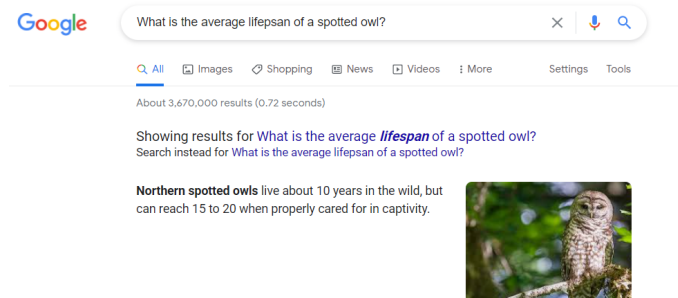 Google
What is the average lifepsan of a spotted owl?
All Images Shopping News Videos More Settings Tools
About 3,670,000 results (0.72 seconds)
Showing results for What is the average lifespan of a spotted owl?
Search instead for What is the average lifepsan of a spotted owl?
Northern spotted owls live about 10 years in the wild, but
can reach 15 to 20 when properly cared for in captivity.